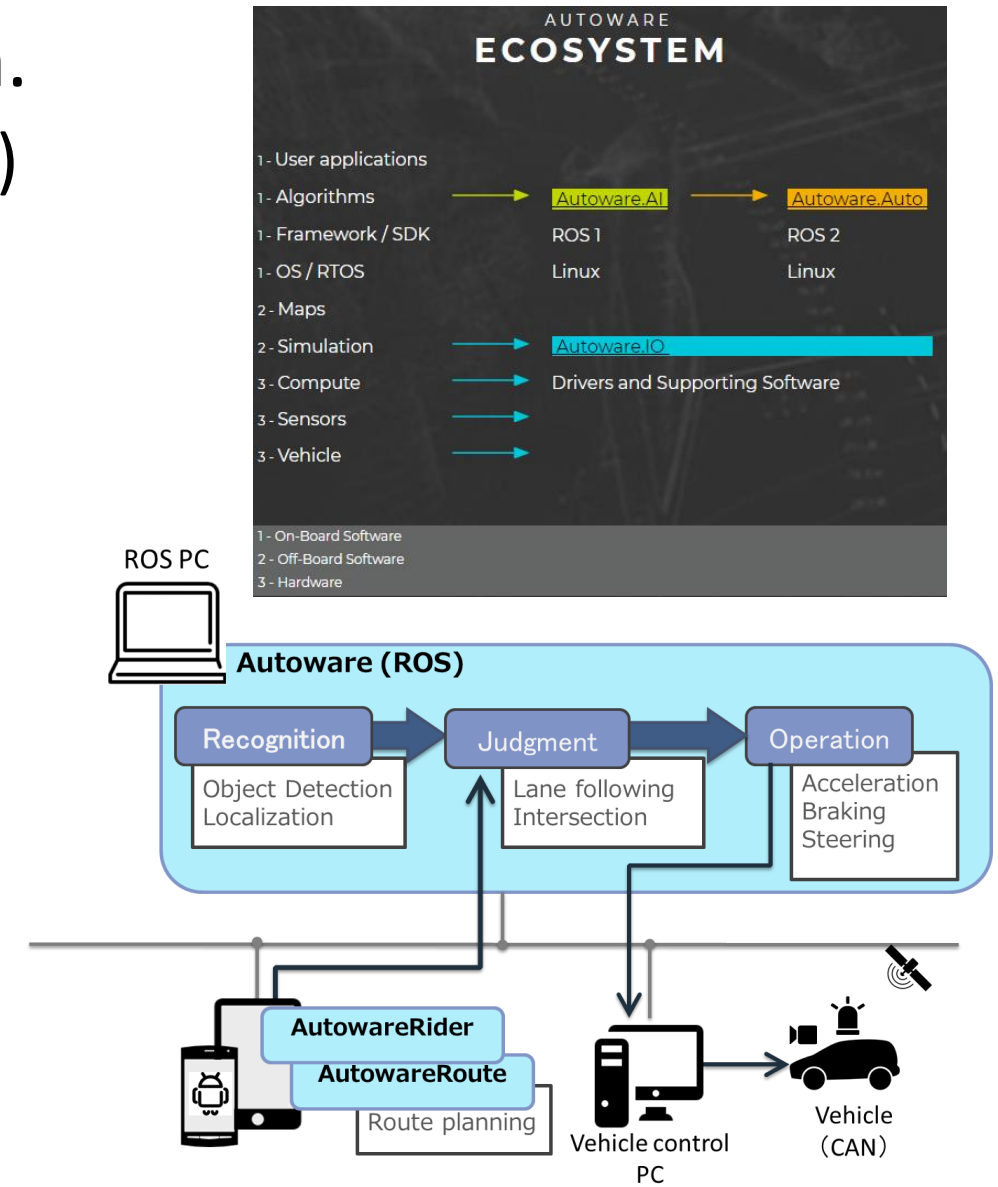 .
)
AUTOWARE
ECOSYSTEM
1 - User applications
1 - Algorithms Autoware.AI Autoware.Auto
1 - Framework / SDK ROS 1 ROS 2
1 - OS / RTOS Linux Linux
2 - Maps
2 - Simulation Autoware.IO
3 - Compute Drivers and Supporting Software
3 - Sensors
3 - Vehicle
1 - On-Board Software
2 - Off-Board Software
3 - Hardware
ROS PC
Autoware (ROS)
Recognition
Object Detection
Localization
Judgment
Lane following
Intersection
Operation
Acceleration
Braking
Steering
AutowareRider
AutowareRoute
Route planning
Vehicle control
PC
Vehicle
（CAN）